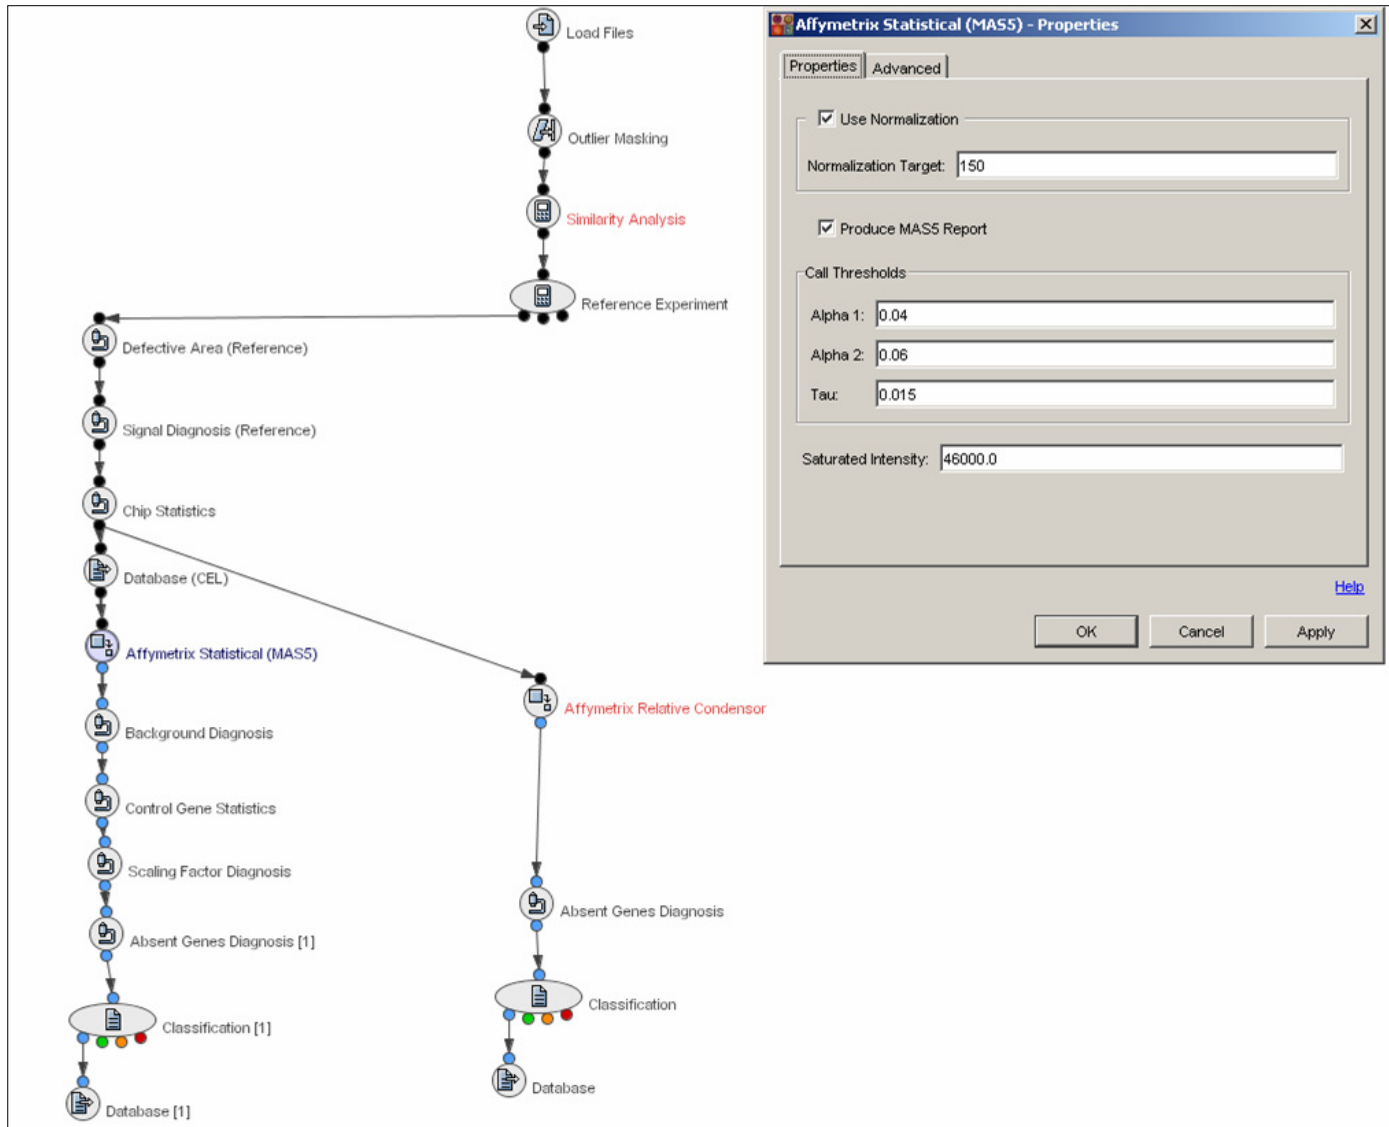 Load Files
Outlier Masking
Similarity Analysis
Reference Experiment
Defective Area (Reference)
Signal Diagnosis (Reference)
Chip Statistics
Database (CEL)
Affymetrix Statistical (MAS5)
Background Diagnosis
Control Gene Statistics
Scaling Factor Diagnosis
Absent Genes Diagnosis [1]
Classification [1]
Database [1]
Affymetrix Relative Condensor
Absent Genes Diagnosis
Classification
Database
Affymetrix Statistical (MAS5) - Properties
Properties Advanced
Use Normalization
Normalization Target: 150
Produce MAS5 Report
Call Thresholds
Alpha 1: 0.04
Alpha 2: 0.06
Tau: 0.015
Saturated Intensity: 46000.0
Help
OK Cancel Apply